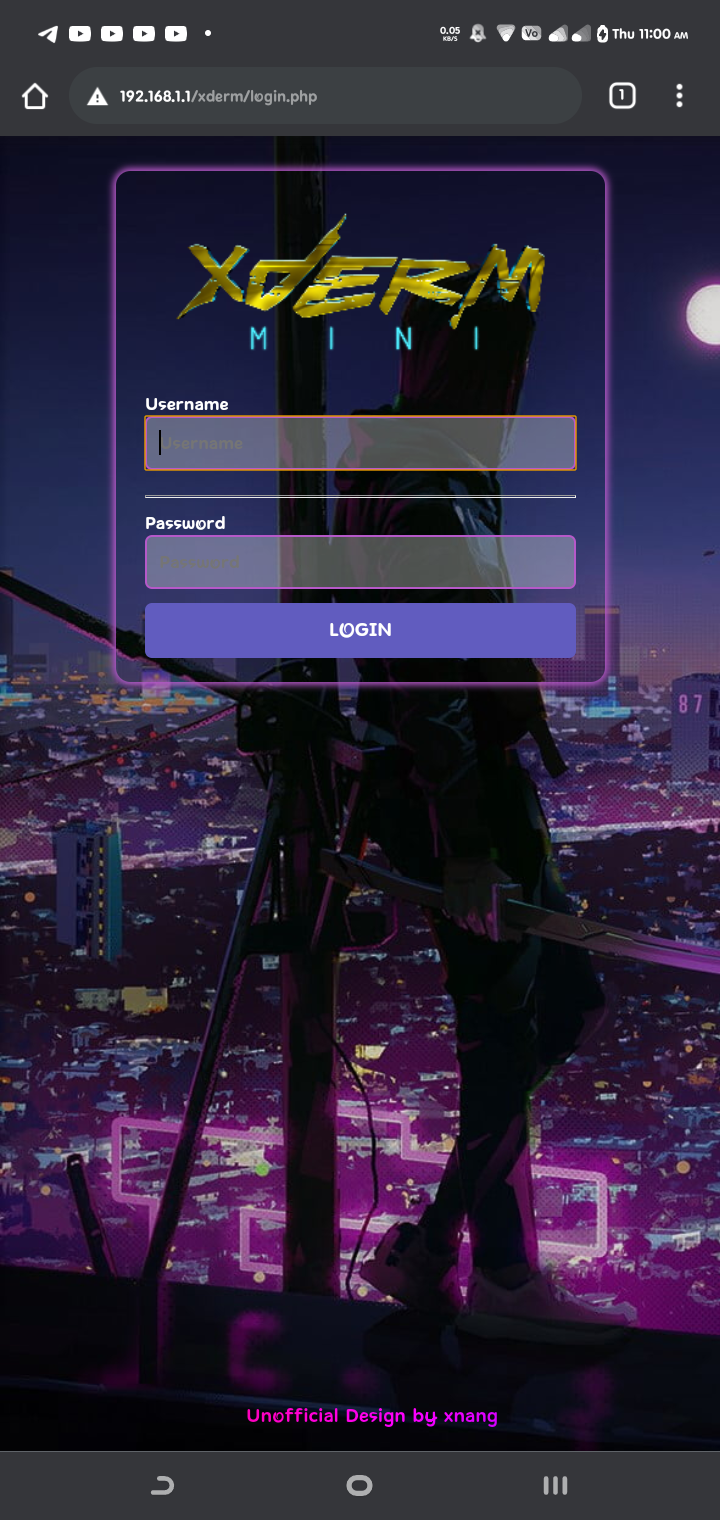 0.05
KB/S
Vo
Thu 11:00 AM
192.168.1.1/xderm/login.php
1
XDERM
MINI
Username
Username
Password
Password
LOGIN
87
Unofficial Design by xnang